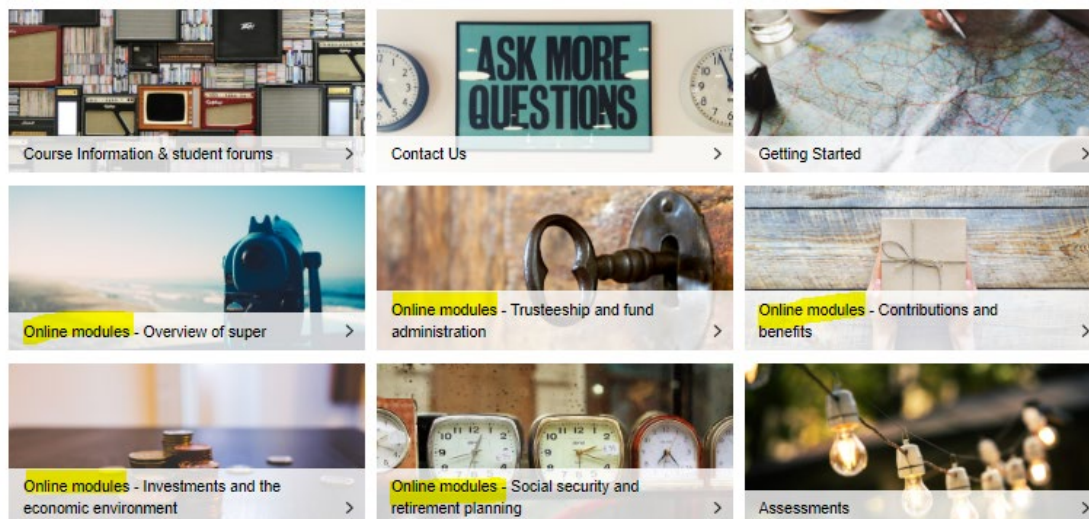 Course Information & student forums
ASK MORE
QUESTIONS
Contact Us
Getting Started
Online modules - Overview of super
Online modules - Trusteeship and fund
administration
Online modules - Contributions and
benefits
Online modules - Investments and the
economic environment
Online modules - Social security and
retirement planning
Assessments